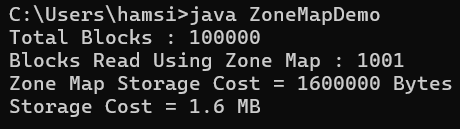 C:\Users\hamsi>java ZoneMapDemo
Total Blocks : 100000
Blocks Read Using Zone Map : 1001
Zone Map Storage Cost = 1600000 Bytes
Storage Cost = 1.6 MB